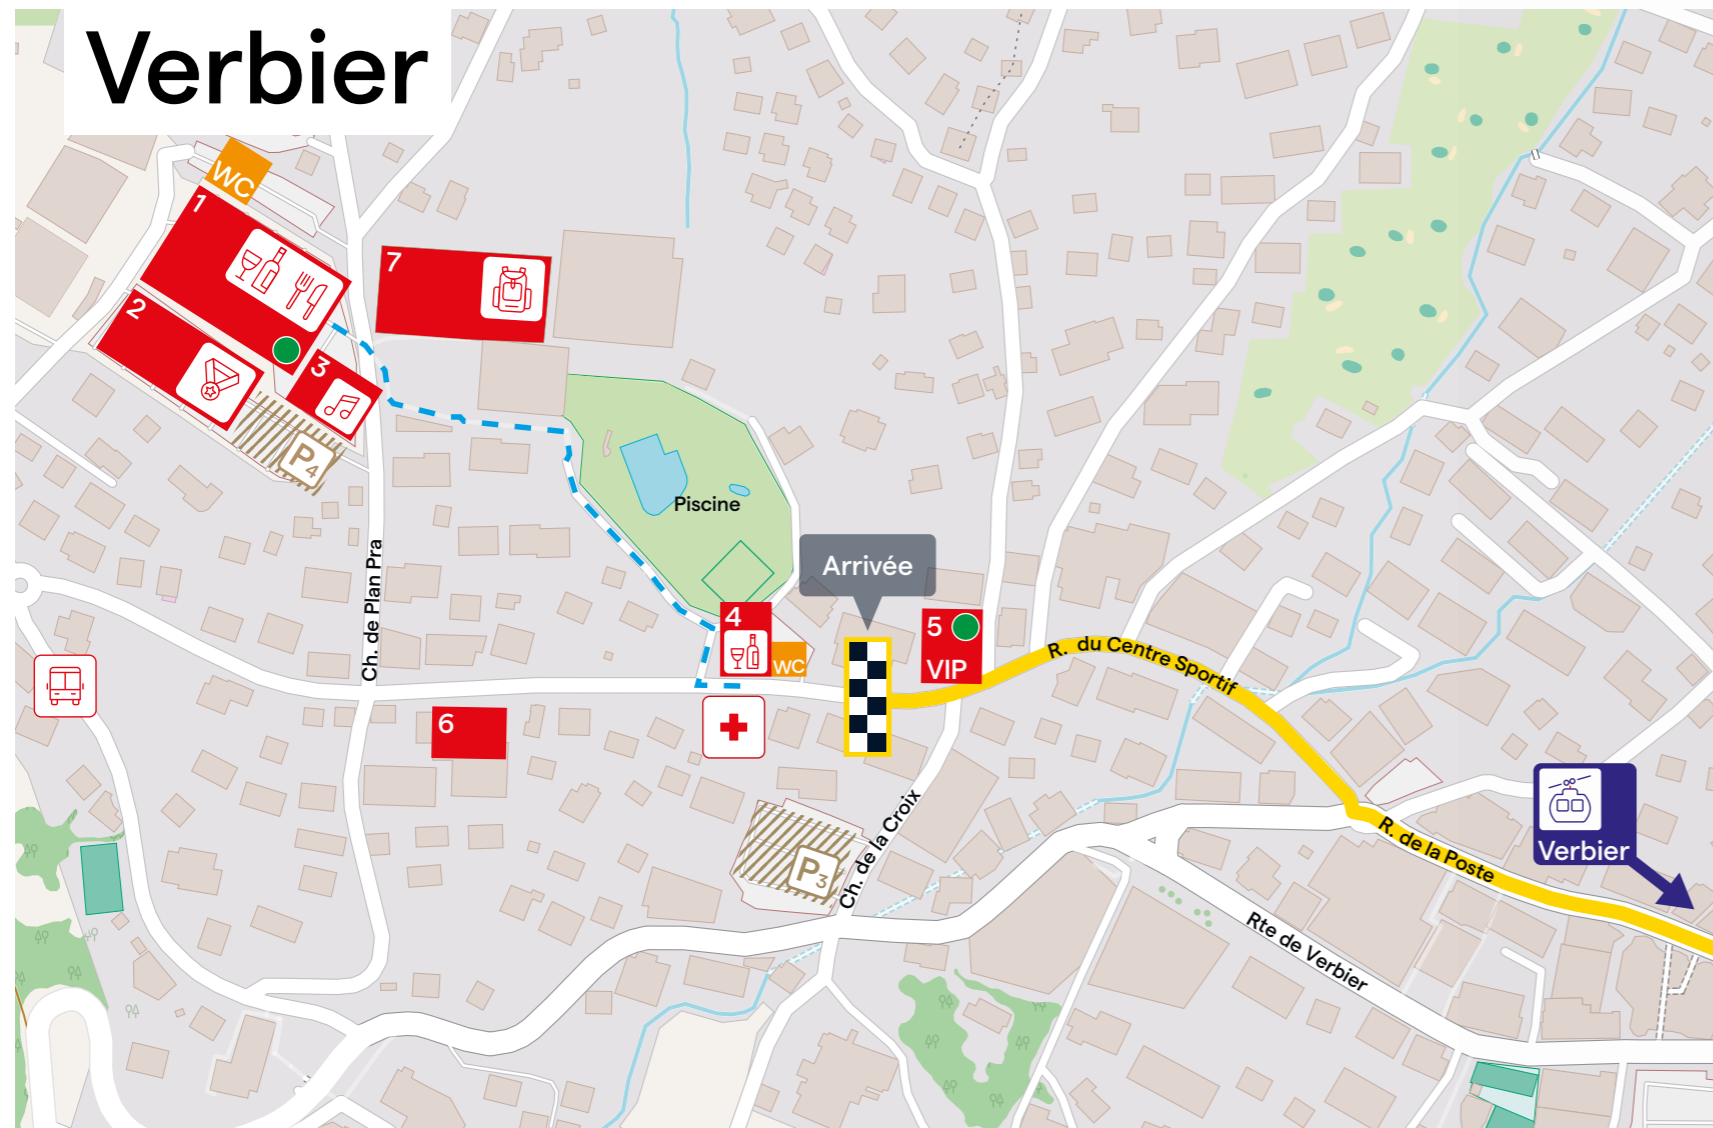 Verbier
WC
1
2
3
7
P4
Piscine
Arrivée
Ch. de Plan Pra
4
WC
5
VIP
R. du Centre Sportif
6
P3
Ch. de la Croix
R. de la Poste
Verbier
Rte de Verbier